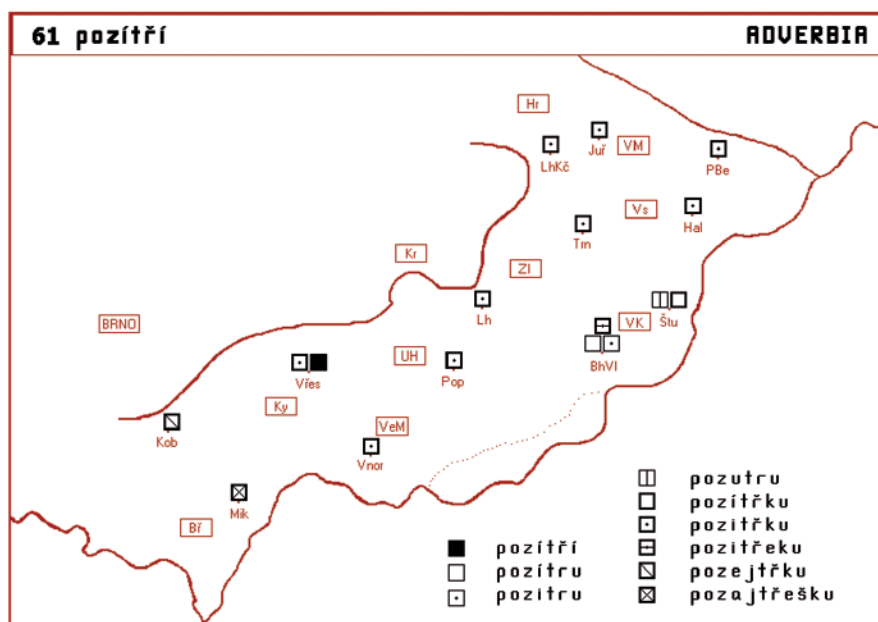 61 pozítří ADVERBIA
Hr
Juř VM
LhKč PBe
Vs Hal
Trn
Kr ZI
BRNO Lh VK Štu
UH BhVl
Vřes Pop
Ky
VeM
Kob Vnor
Mik
Bř
pozutru
pozítřku
pozitřku
pozítří pozitřeku
pozítru pozejtřku
pozitru pozajtřešku